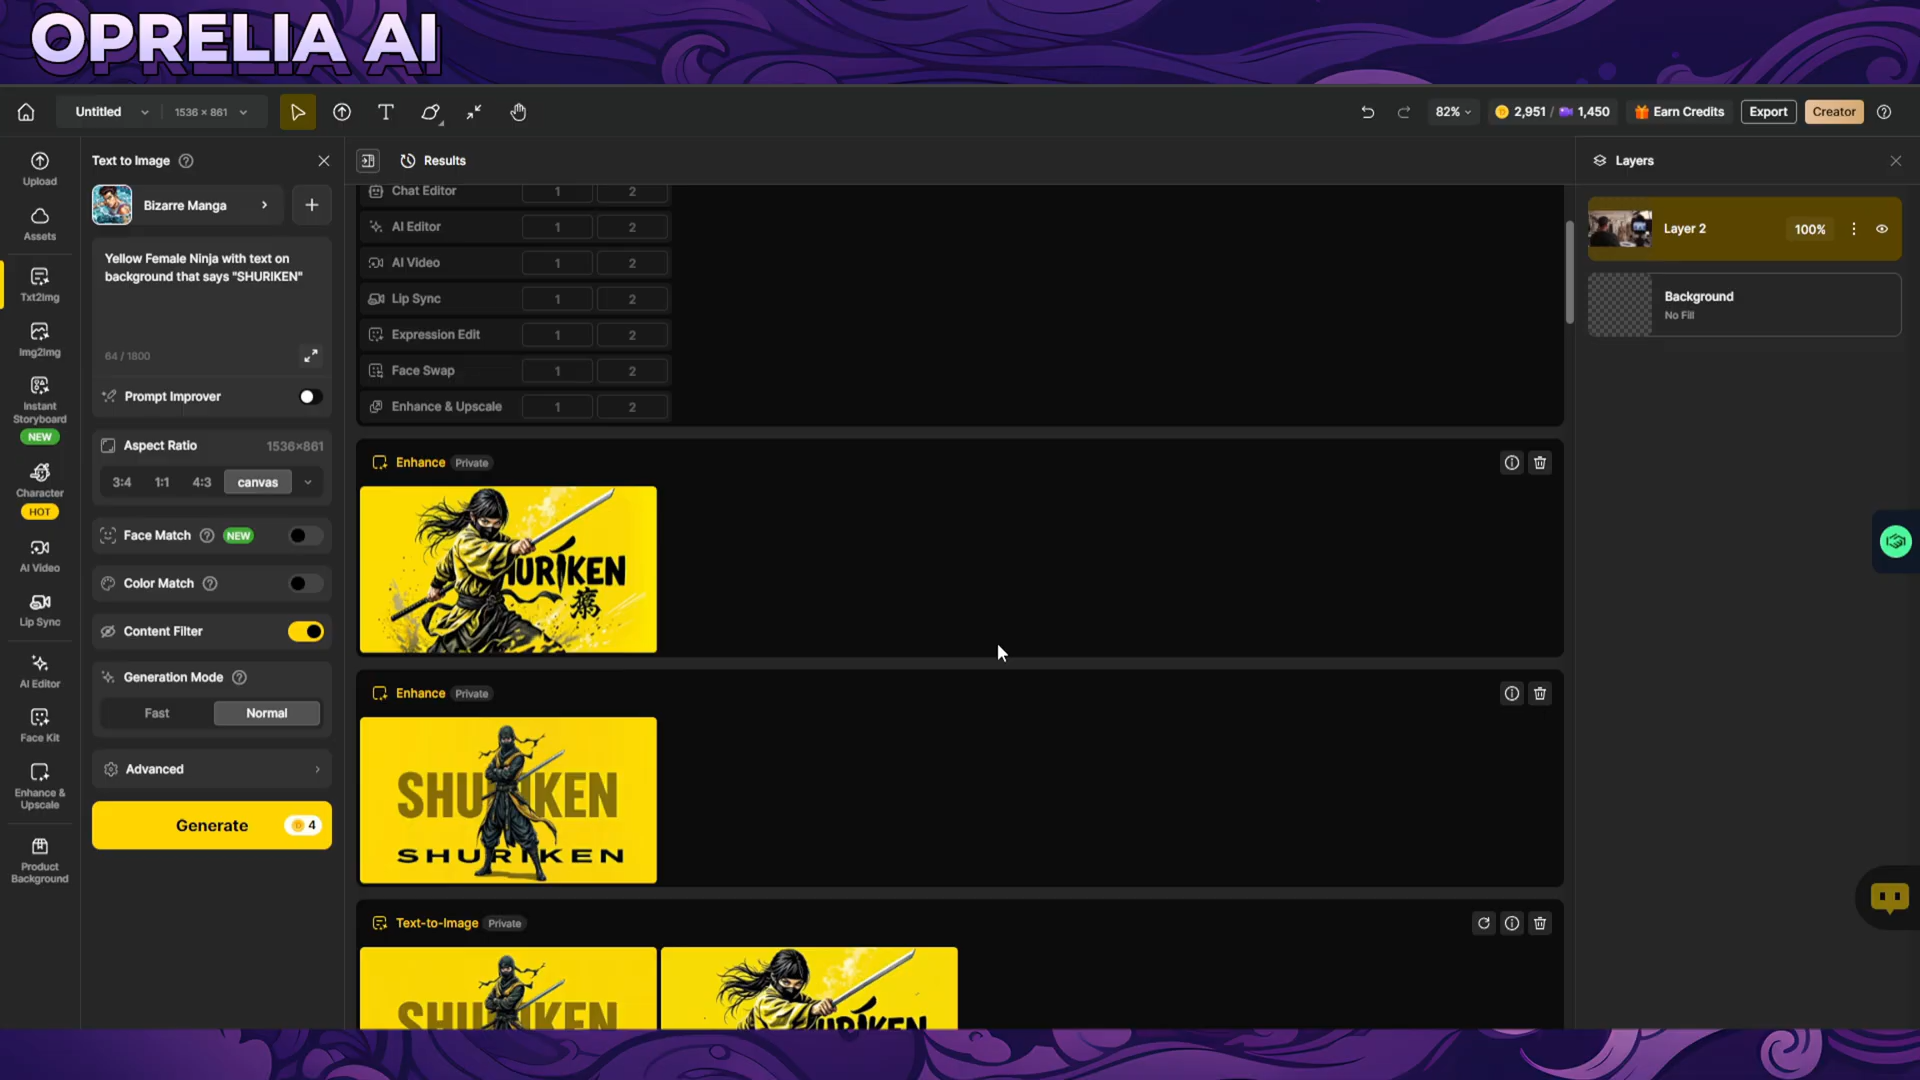 OPRELIA AI
Untitled
1536 × 861
82%
2,951 / 1,450
Earn Credits
Export
Creator
Upload
Assets
Txt2Img
Img2Img
Instant
Storyboard
NEW
Character
HOT
AI Video
Lip Sync
AI Editor
Face Kit
Enhance &
Upscale
Product
Background
Text to Image
Bizarre Manga
Yellow Female Ninja with text on
background that says "SHURIKEN"
64 / 1800
Prompt Improver
Aspect Ratio
1536×861
3:4
1:1
4:3
canvas
Face Match
NEW
Color Match
Content Filter
Generation Mode
Fast
Normal
Advanced
Generate
4
Results
Chat Editor 1 2
AI Editor 1 2
AI Video 1 2
Lip Sync 1 2
Expression Edit 1 2
Face Swap 1 2
Enhance & Upscale 1 2
Enhance Private
HURIKEN
Enhance Private
SHURIKEN
SHURIKEN
Text-to-Image Private
SHURIKEN
HURIKEN
Layers
Layer 2
100%
Background
No Fill